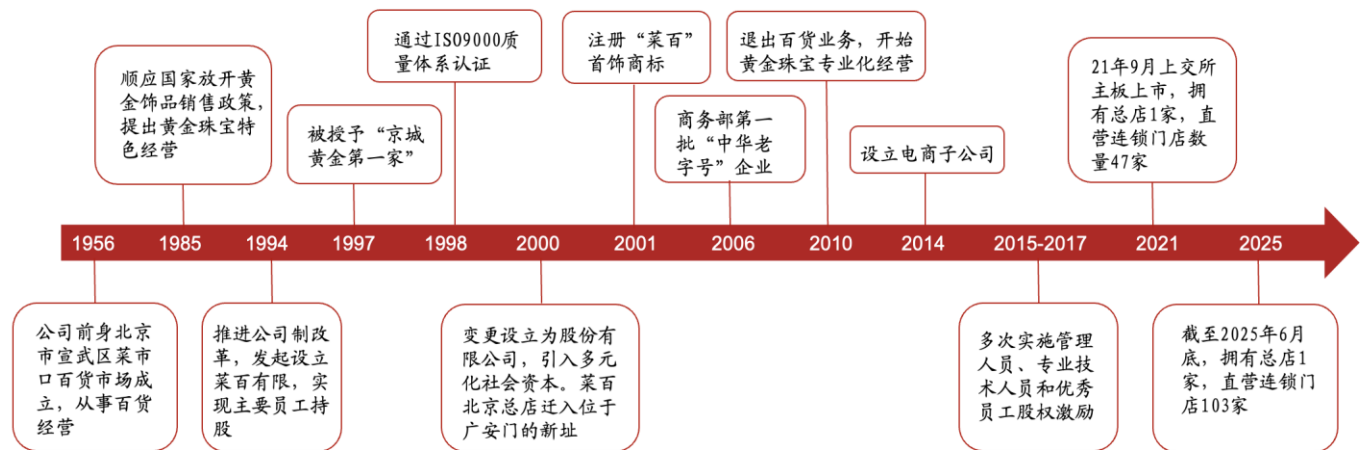 顺应国家放开黄
金饰品销售政策，
提出黄金珠宝特
色经营
被授予“京城
黄金第一家”
通过ISO9000质
量体系认证
注册“菜百”
首饰商标
商务部第一
批“中华老
字号”企业
退出百货业务，开始
黄金珠宝专业化经营
设立电商子公司
21年9月上交所
主板上市，拥
有总店1家，直
营连锁门店数
量47家
1956 1985 1994 1997 1998 2000 2001 2006 2010 2014 2015-2017 2021 2025
公司前身北京
市宣武区菜市
口百货市场成
立，从事百货
经营
推进公司制改
革，发起设立
菜百有限，实
现主要员工持
股
变更设立为股份有
限公司，引入多元
化社会资本。菜百
北京总店迁入位于
广安门的新址
多次实施管理
人员、专业技
术人员和优秀
员工股权激励
截至2025年6月
底，拥有总店1
家，直营连锁门
店103家